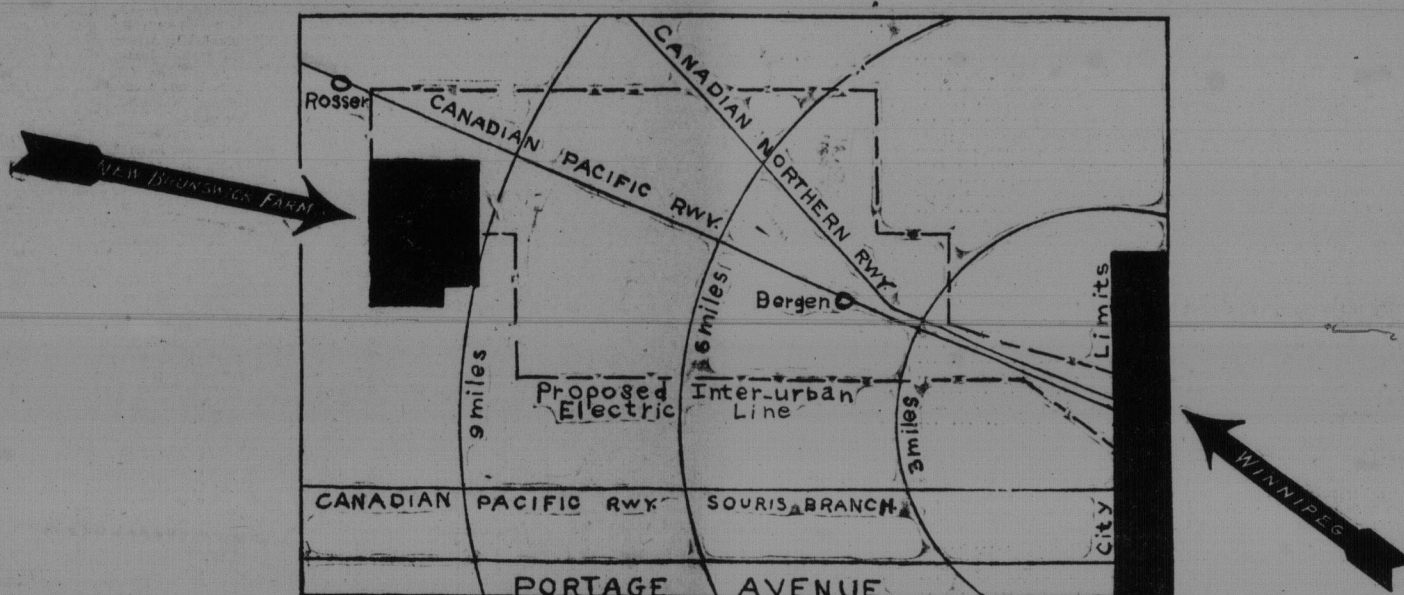 CANADIAN NORTHERN RWY.
Rosser
CANADIAN PACIFIC RWY.
NEW BRUNSWICK FARM
Bergen
City Limits
9 miles
6 miles
3 miles
Proposed Inter-urban
Electric Line
WINNIPEG
CANADIAN PACIFIC RWY. SOURIS BRANCH.
PORTAGE AVENUE